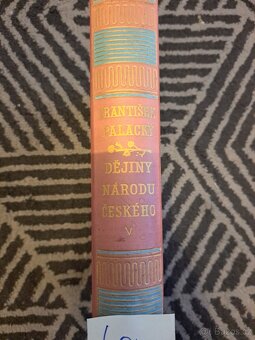 FRANTIŠEK
PALACKÝ
DĚJINY
NÁRODU
ČESKÉHO
V